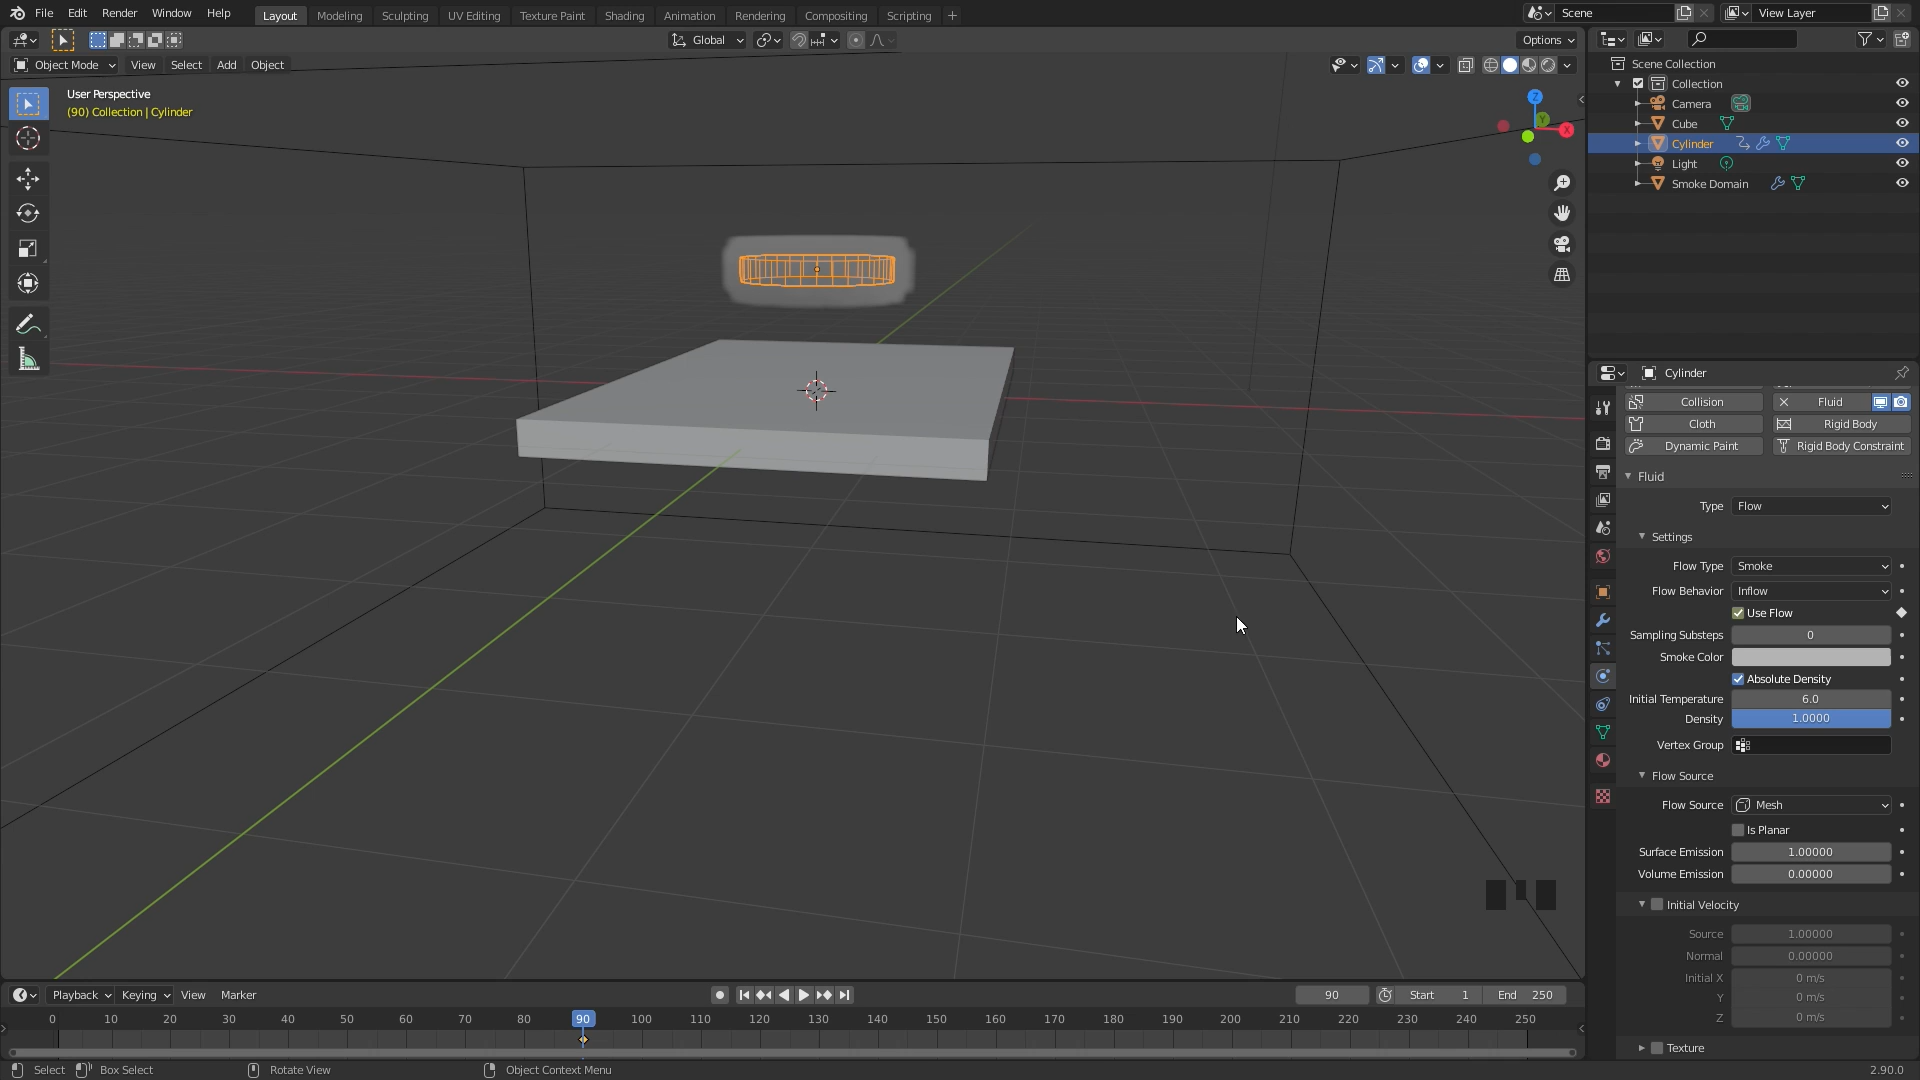 File Edit Render Window Help Layout Modeling Sculpting UV Editing Texture Paint Shading Animation Rendering Compositing Scripting + Scene View Layer
Global Options
Object Mode View Select Add Object
User Perspective
(90) Collection | Cylinder
Z
Y
X
Scene Collection
Collection
Camera
Cube
Cylinder
Light
Smoke Domain
Cylinder
Collision Fluid
Cloth Rigid Body
Dynamic Paint Rigid Body Constraint
Fluid
Type Flow
Settings
Flow Type Smoke
Flow Behavior Inflow
Use Flow
Sampling Substeps 0
Smoke Color
Absolute Density
Initial Temperature 6.0
Density 1.0000
Vertex Group
Flow Source
Flow Source Mesh
Is Planar
Surface Emission 1.00000
Volume Emission 0.00000
Initial Velocity
Source 1.00000
Normal 0.00000
Initial X 0 m/s
Y 0 m/s
Z 0 m/s
Texture
Playback Keying View Marker 90 Start 1 End 250
0 10 20 30 40 50 60 70 80 90 100 110 120 130 140 150 160 170 180 190 200 210 220 230 240 250
Select Box Select Rotate View Object Context Menu 2.90.0